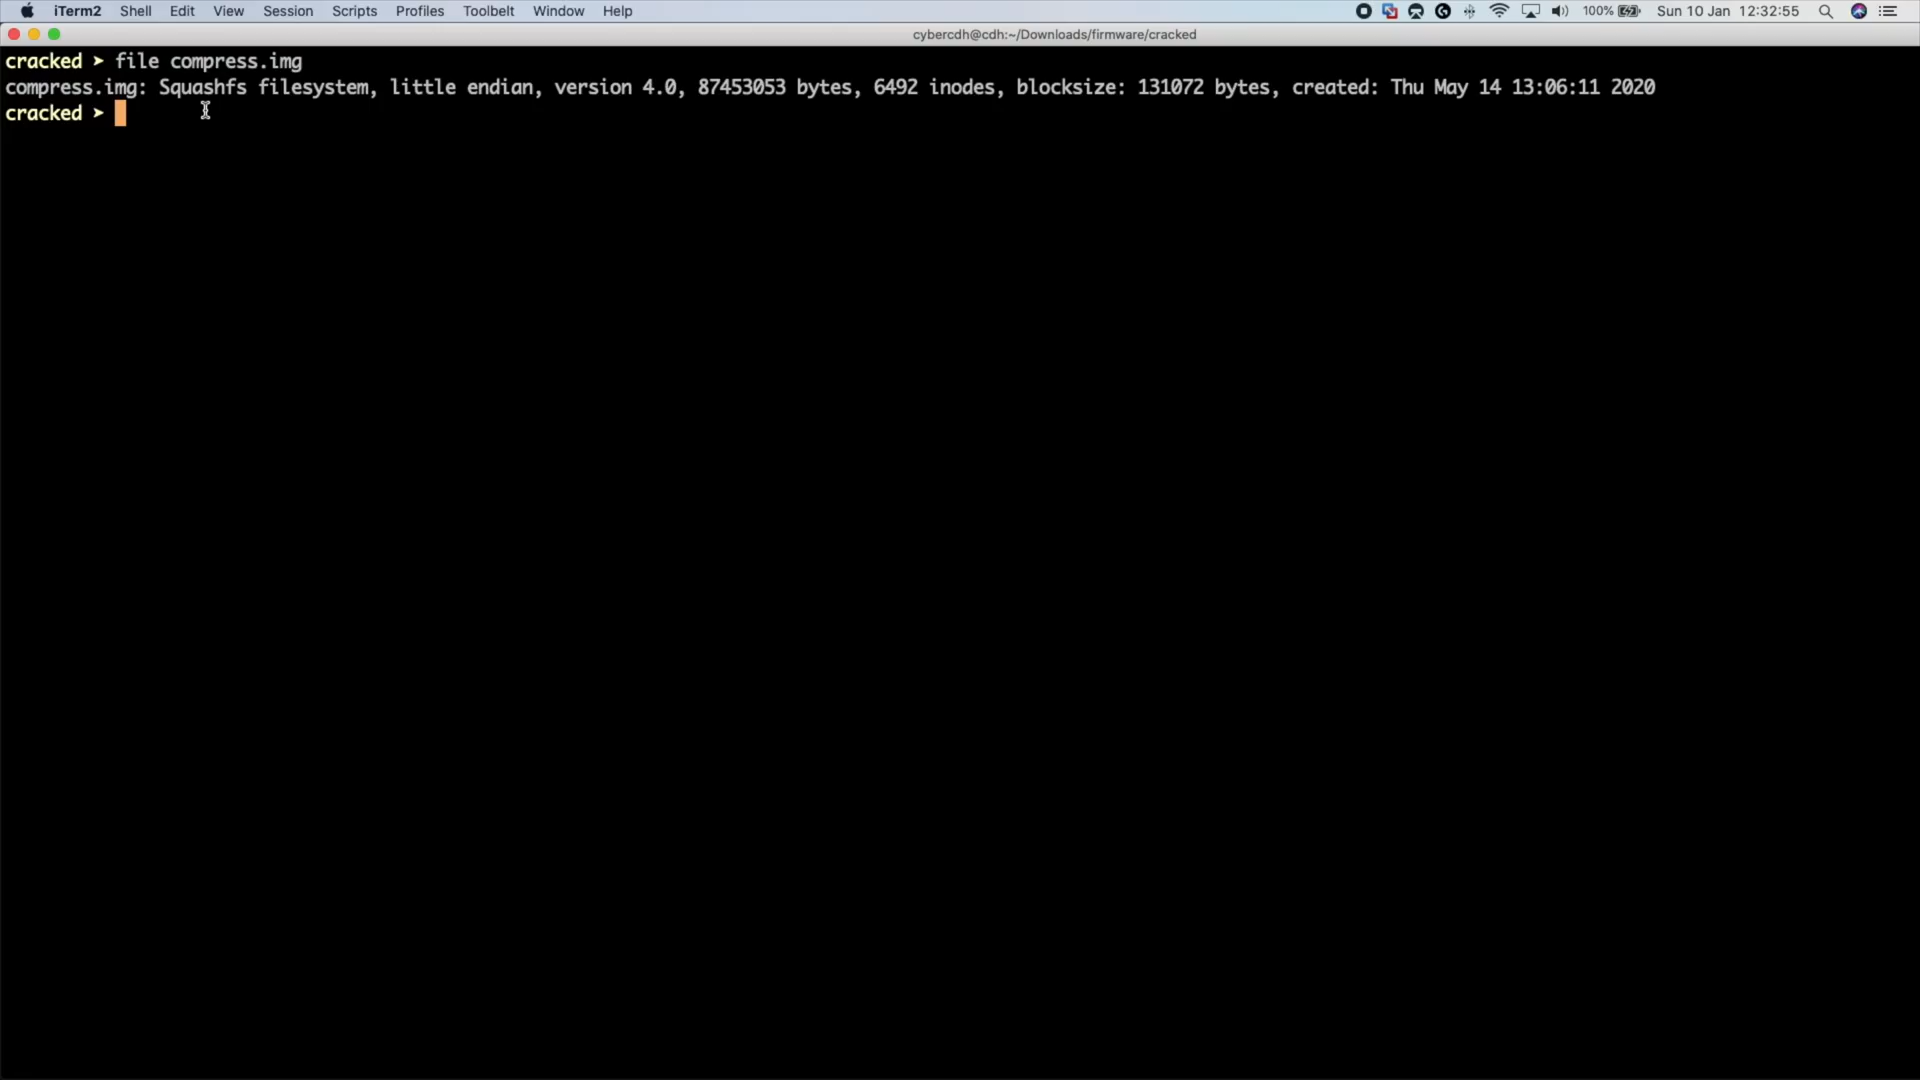 iTerm2 Shell Edit View Session Scripts Profiles Toolbelt Window Help 100% Sun 10 Jan 12:32:55
cybercdh@cdh:~/Downloads/firmware/cracked
cracked ➤ file compress.img
compress.img: Squashfs filesystem, little endian, version 4.0, 87453053 bytes, 6492 inodes, blocksize: 131072 bytes, created: Thu May 14 13:06:11 2020
cracked ➤